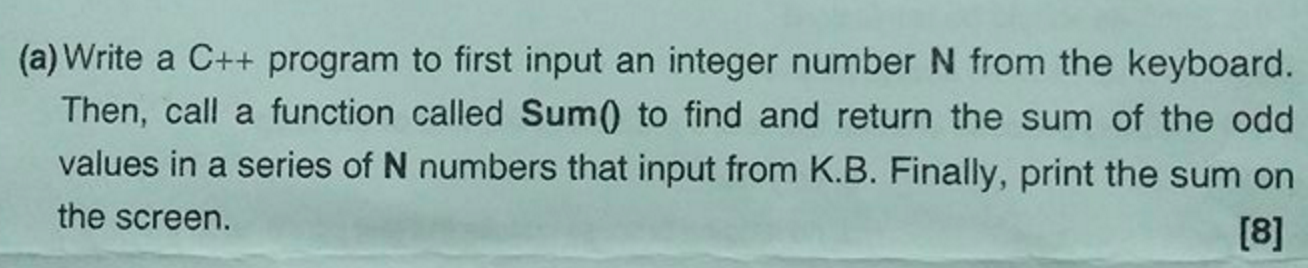 (a) Write a C++ program to first input an integer number N from the keyboard.
Then, call a function called Sum() to find and return the sum of the odd
values in a series of N numbers that input from K.B. Finally, print the sum on
the screen. [8]